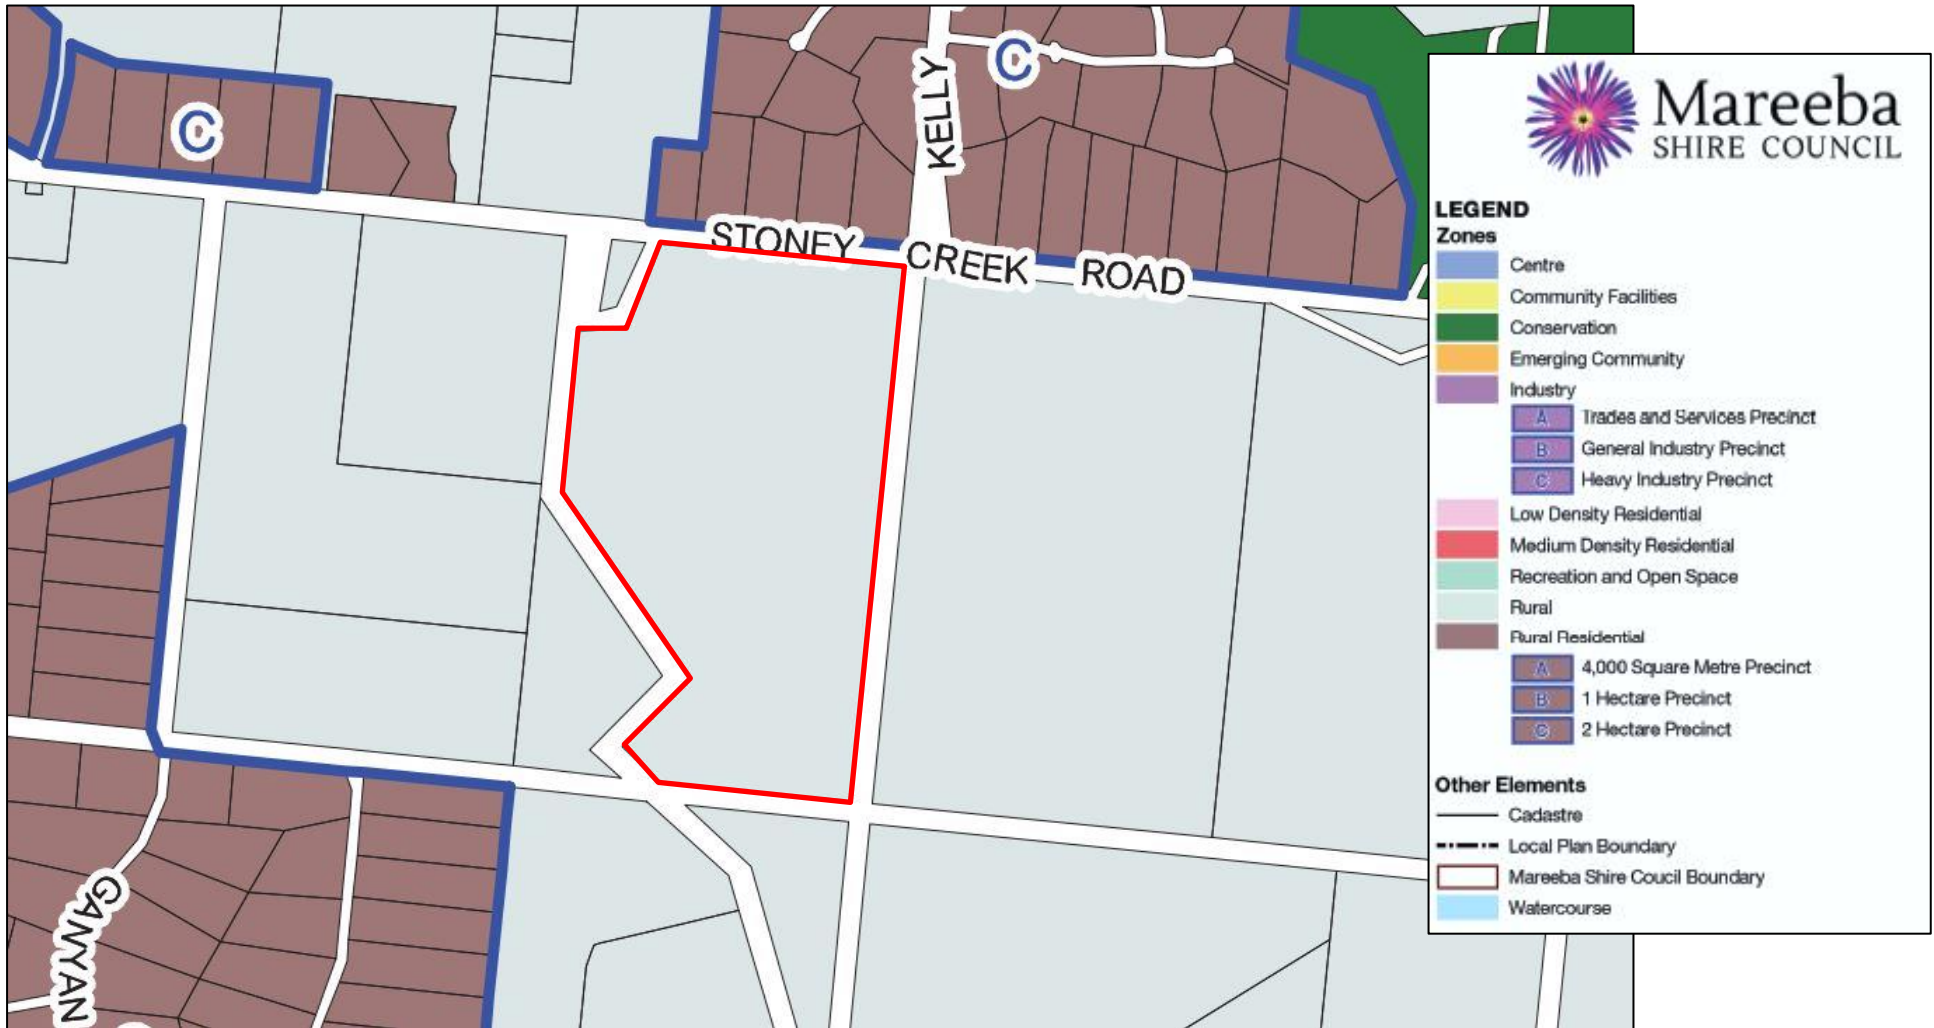 C
C
KELLY
STONEY CREEK ROAD
GANYAN
Mareeba
SHIRE COUNCIL
LEGEND
Zones
Centre
Community Facilities
Conservation
Emerging Community
Industry
A Trades and Services Precinct
B General Industry Precinct
C Heavy Industry Precinct
Low Density Residential
Medium Density Residential
Recreation and Open Space
Rural
Rural Residential
A 4,000 Square Metre Precinct
B 1 Hectare Precinct
C 2 Hectare Precinct
Other Elements
Cadastre
Local Plan Boundary
Mareeba Shire Coucil Boundary
Watercourse